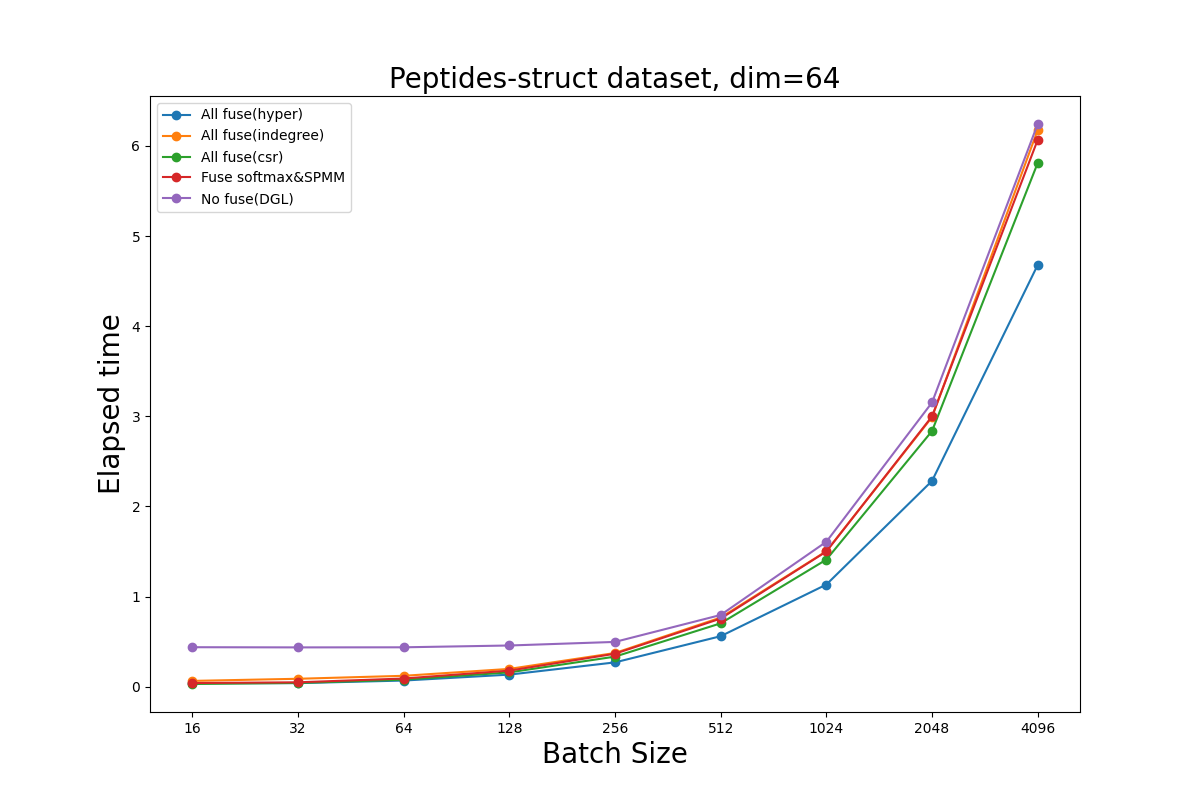 Peptides-struct dataset, dim=64
All fuse(hyper)
All fuse(indegree)
All fuse(csr)
Fuse softmax&SPMM
No fuse(DGL)
6
5
4
3
2
1
0
Elapsed time
16 32 64 128 256 512 1024 2048 4096
Batch Size